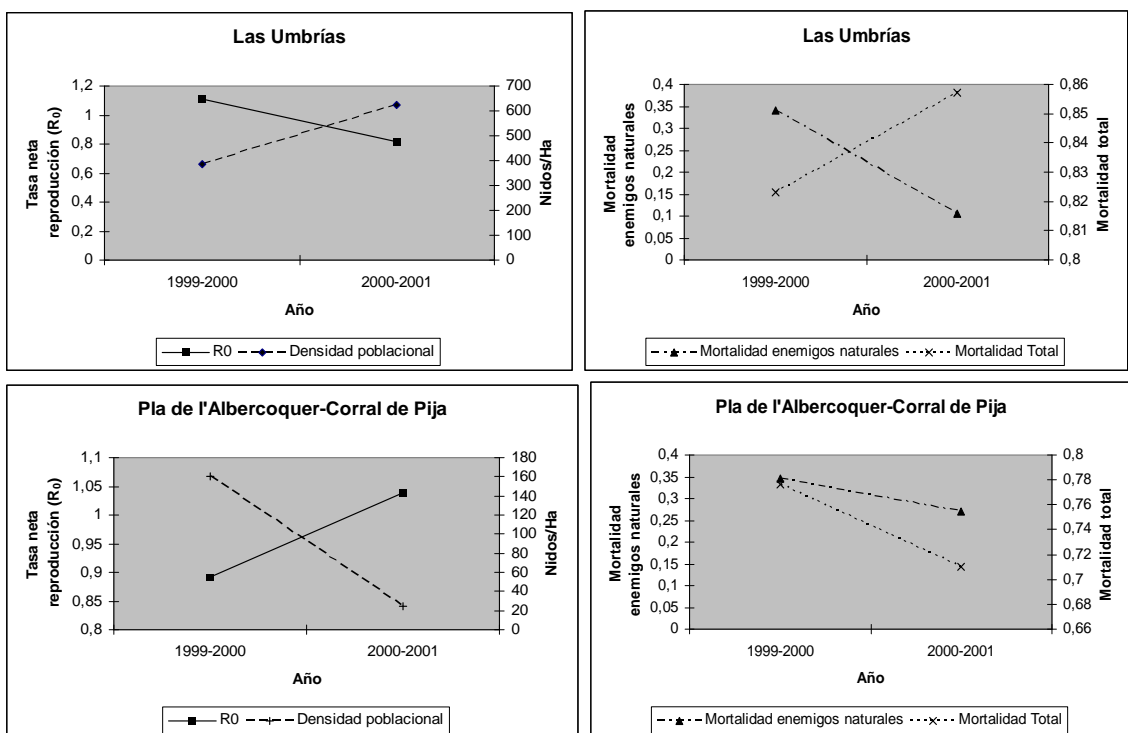 Las Umbrías
Tasa neta
reproducción (R0)
1,2
1
0,8
0,6
0,4
0,2
0
700
600
500
400
300
200
100
0
Nidos/Ha
1999-2000
2000-2001
Año
R0
Densidad poblacional
Las Umbrías
Mortalidad
enemigos naturales
0,4
0,35
0,3
0,25
0,2
0,15
0,1
0,05
0
0,86
0,85
0,84
0,83
0,82
0,81
0,8
Mortalidad total
1999-2000
2000-2001
Año
Mortalidad enemigos naturales
Mortalidad Total
Pla de l'Albercoquer-Corral de Pija
Tasa neta
reproducción (R0)
1,1
1,05
1
0,95
0,9
0,85
0,8
180
160
140
120
100
80
60
40
20
0
Nidos/Ha
1999-2000
2000-2001
Año
R0
Densidad poblacional
Pla de l'Albercoquer-Corral de Pija
Mortalidad
enemigos naturales
0,4
0,35
0,3
0,25
0,2
0,15
0,1
0,05
0
0,8
0,78
0,76
0,74
0,72
0,7
0,68
0,66
Mortalidad total
1999-2000
2000-2001
Año
Mortalidad enemigos naturales
Mortalidad Total